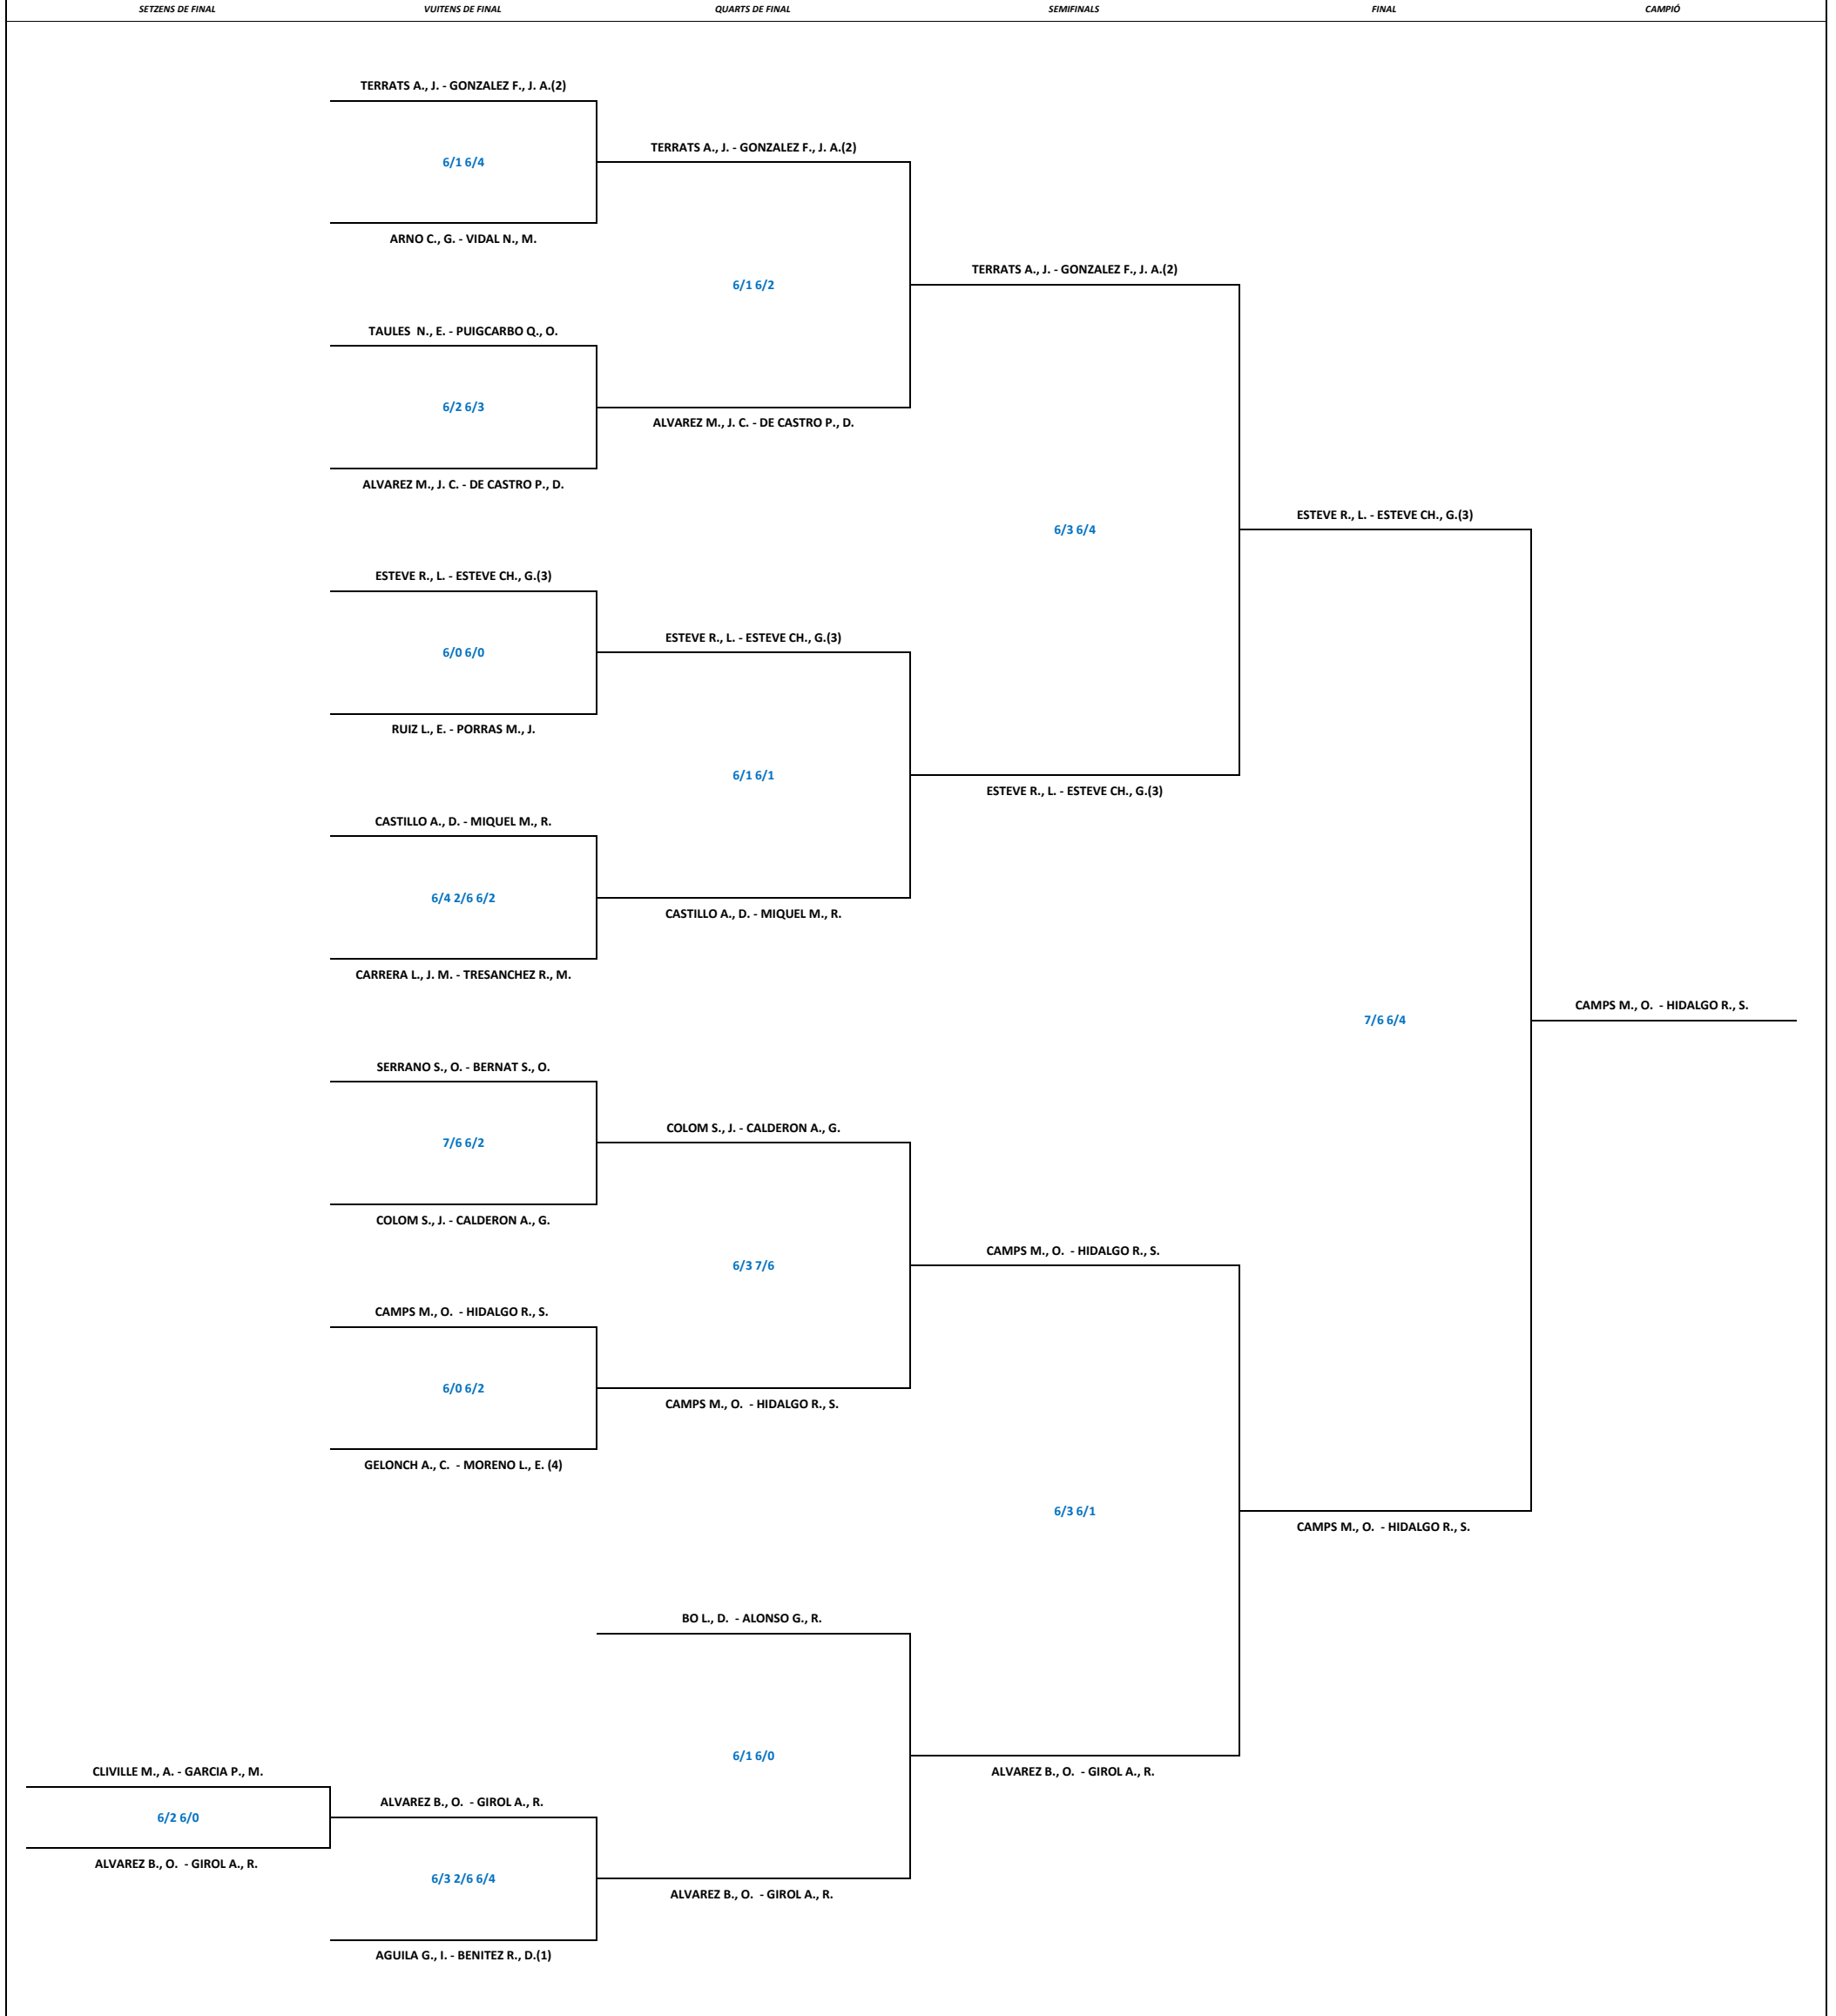 SETZENS DE FINAL VUITENS DE FINAL QUARTS DE FINAL SEMIFINALS FINAL CAMPIÓ
TERRATS A., J. - GONZALEZ F., J. A.(2)
TERRATS A., J. - GONZALEZ F., J. A.(2)
6/1 6/4
ARNO C., G. - VIDAL N., M.
TERRATS A., J. - GONZALEZ F., J. A.(2)
6/1 6/2
TAULES  N., E. - PUIGCARBO Q., O.
6/2 6/3
ALVAREZ M., J. C. - DE CASTRO P., D.
ALVAREZ M., J. C. - DE CASTRO P., D.
ESTEVE R., L. - ESTEVE CH., G.(3)
6/3 6/4
ESTEVE R., L. - ESTEVE CH., G.(3)
ESTEVE R., L. - ESTEVE CH., G.(3)
6/0 6/0
RUIZ L., E. - PORRAS M., J.
6/1 6/1
ESTEVE R., L. - ESTEVE CH., G.(3)
CASTILLO A., D. - MIQUEL M., R.
6/4 2/6 6/2
CASTILLO A., D. - MIQUEL M., R.
CARRERA L., J. M. - TRESANCHEZ R., M.
CAMPS M., O.  - HIDALGO R., S.
7/6 6/4
SERRANO S., O. - BERNAT S., O.
COLOM S., J. - CALDERON A., G.
7/6 6/2
COLOM S., J. - CALDERON A., G.
CAMPS M., O.  - HIDALGO R., S.
6/3 7/6
CAMPS M., O.  - HIDALGO R., S.
6/0 6/2
CAMPS M., O.  - HIDALGO R., S.
GELONCH A., C.  - MORENO L., E. (4)
6/3 6/1
CAMPS M., O.  - HIDALGO R., S.
BO L., D.  - ALONSO G., R.
6/1 6/0
CLIVILLE M., A. - GARCIA P., M.
ALVAREZ B., O.  - GIROL A., R.
ALVAREZ B., O.  - GIROL A., R.
6/2 6/0
ALVAREZ B., O.  - GIROL A., R.
6/3 2/6 6/4
ALVAREZ B., O.  - GIROL A., R.
AGUILA G., I. - BENITEZ R., D.(1)